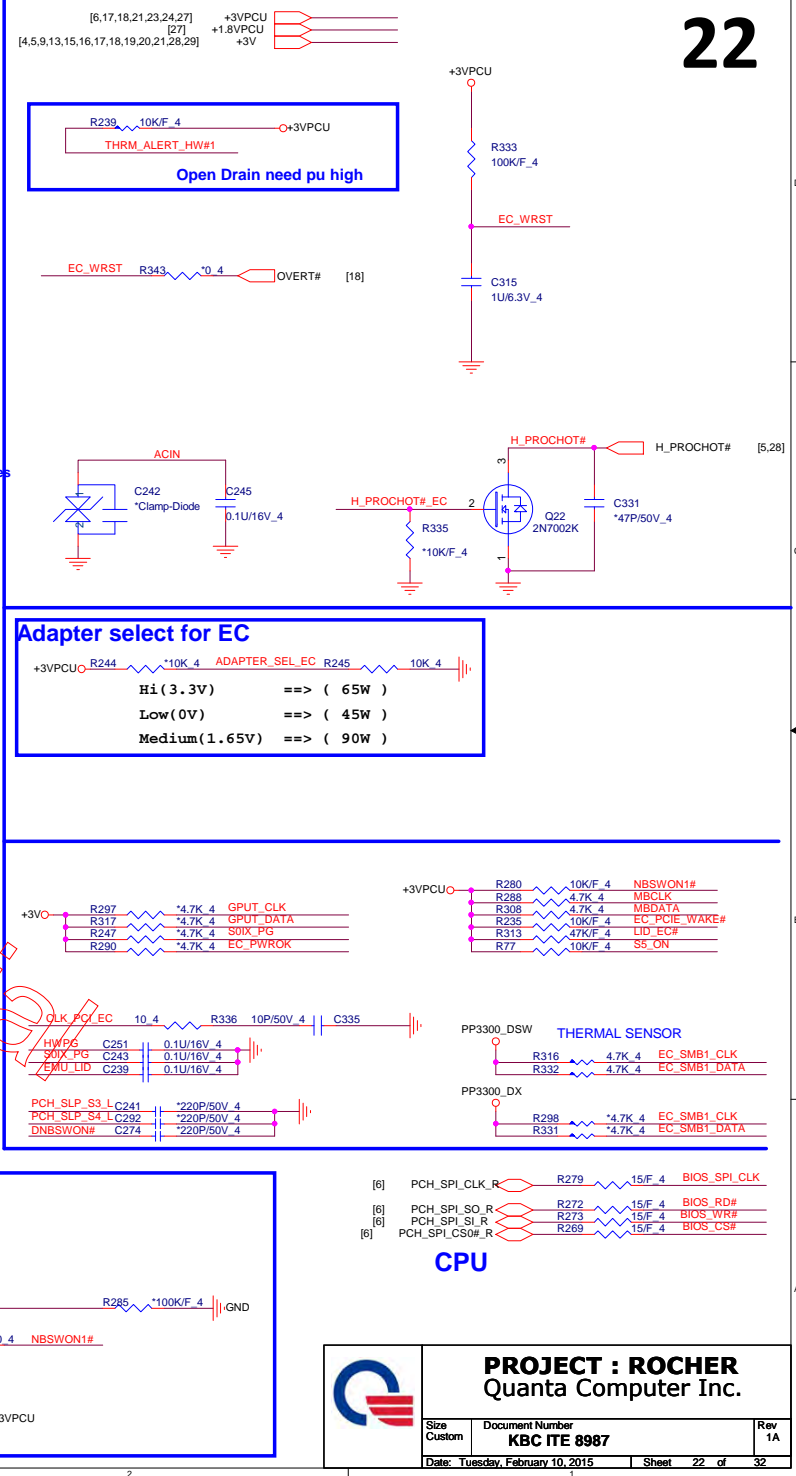 [6,17,18,21,23,24,27] +3VPCU
[27] +1.8VPCU
[4,5,9,13,15,16,17,18,19,20,21,28,29] +3V
22
+3VPCU
R239 10K/F_4 +3VPCU
THRM_ALERT_HW#1
Open Drain need pu high
R333
100K/F_4
EC_WRST
EC_WRST R343 *0_4 OVERT# [18]
C315
1U/6.3V_4
ACIN
C242
*Clamp-Diode
1
2
C245
0.1U/16V_4
H_PROCHOT#
H_PROCHOT# [5,28]
3
H_PROCHOT#_EC 2
Q22
2N7002K
1
C331
*47P/50V_4
R335
*10K/F_4
es
Adapter select for EC
+3VPCU R244 *10K_4 ADAPTER_SEL_EC R245 10K_4
Hi(3.3V) ==> ( 65W )
Low(0V) ==> ( 45W )
Medium(1.65V) ==> ( 90W )
+3V
R297 *4.7K_4 GPUT_CLK
R317 *4.7K_4 GPUT_DATA
R247 *4.7K_4 S0IX_PG
R290 *4.7K_4 EC_PWROK
+3VPCU
R280 10K/F_4 NBSWON1#
R288 4.7K_4 MBCLK
R308 4.7K_4 MBDATA
R235 10K/F_4 EC_PCIE_WAKE#
R313 47K/F_4 LID_EC#
R77 10K/F_4 S5_ON
CLK_PCI_EC 10_4 R336 10P/50V_4 C335
HWPG C251 0.1U/16V_4
S0IX_PG C243 0.1U/16V_4
EMU_LID C239 0.1U/16V_4
PCH_SLP_S3_L C241 *220P/50V_4
PCH_SLP_S4_L C292 *220P/50V_4
DNBSWON# C274 *220P/50V_4
PP3300_DSW THERMAL SENSOR
R316 4.7K_4 EC_SMB1_CLK
R332 4.7K_4 EC_SMB1_DATA
PP3300_DX
R298 *4.7K_4 EC_SMB1_CLK
R331 *4.7K_4 EC_SMB1_DATA
[6] PCH_SPI_CLK_R R279 15/F_4 BIOS_SPI_CLK
[6] PCH_SPI_SO_R R272 15/F_4 BIOS_RD#
[6] PCH_SPI_SI_R R273 15/F_4 BIOS_WR#
[6] PCH_SPI_CS0#_R R269 15/F_4 BIOS_CS#
CPU
R285 *100K/F_4 GND
0_4 NBSWON1#
3VPCU
PROJECT : ROCHER
Quanta Computer Inc.
Size
Custom
Document Number
KBC ITE 8987
Rev
1A
Date: Tuesday, February 10, 2015 Sheet 22 of 32
2 1